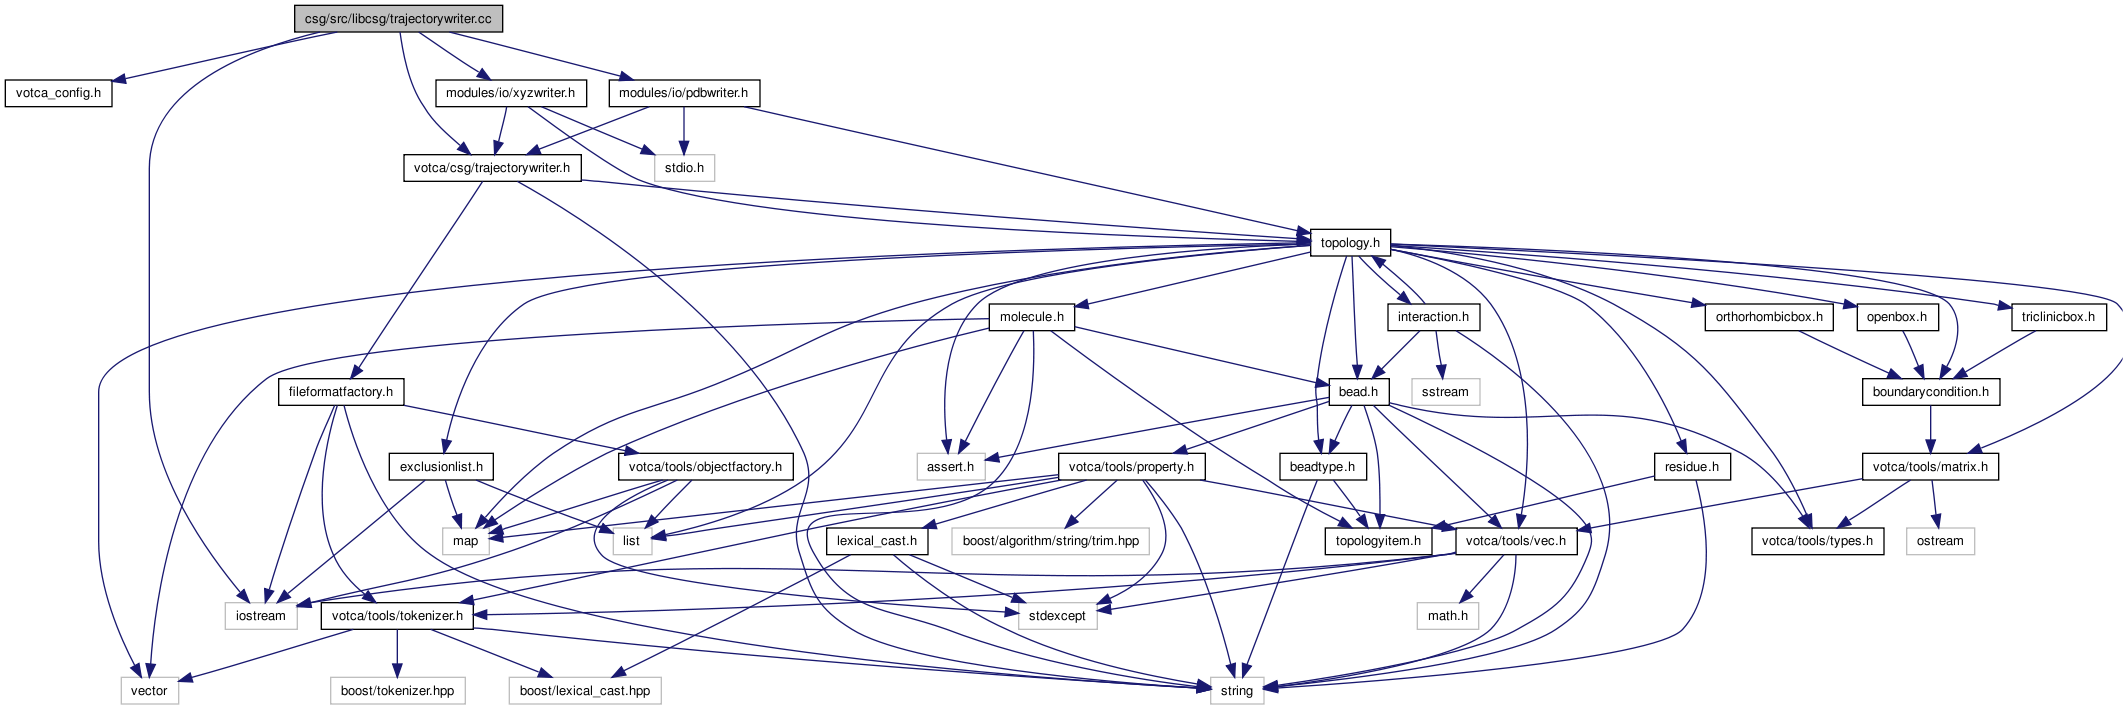 csg/src/libcsg/trajectorywriter.cc
votca_config.h
modules/io/xyzwriter.h
modules/io/pdbwriter.h
votca/csg/trajectorywriter.h
stdio.h
topology.h
molecule.h
interaction.h
orthorhombicbox.h
openbox.h
triclinicbox.h
fileformatfactory.h
bead.h
sstream
boundarycondition.h
exclusionlist.h
votca/tools/objectfactory.h
assert.h
votca/tools/property.h
beadtype.h
residue.h
votca/tools/matrix.h
map
list
lexical_cast.h
boost/algorithm/string/trim.hpp
topologyitem.h
votca/tools/vec.h
votca/tools/types.h
ostream
iostream
votca/tools/tokenizer.h
stdexcept
math.h
vector
boost/tokenizer.hpp
boost/lexical_cast.hpp
string